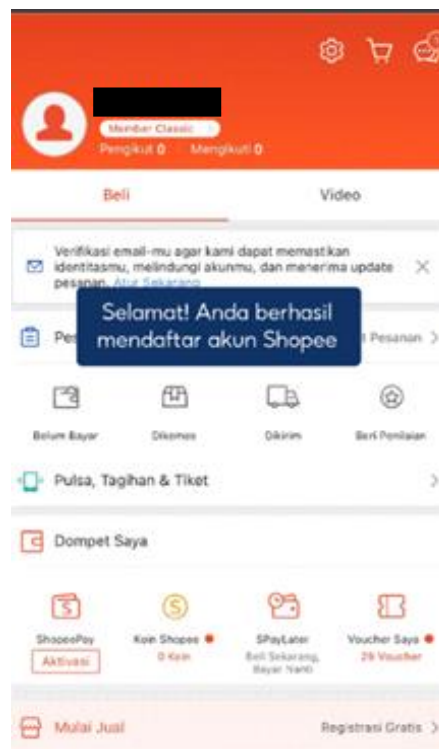 Member Classic
Pengikut 0 Mengikuti 0
Beli Video
Verifikasi email-mu agar kami dapat memastikan
identitasmu, melindungi akunmu, dan menerima update
pesanan. Atur Sekarang
Selamat! Anda berhasil
mendaftar akun Shopee
Pe
t Pesanan
Belum Bayar Dikemas Dikirim Beri Penilaian
Pulsa, Tagihan & Tiket
Dompet Saya
ShopeePay Koin Shopee SPayLater Voucher Saya
Aktivasi 0 Koin Beli Sekarang, 29 Voucher
Bayar Nanti
Mulai Jual Registrasi Gratis